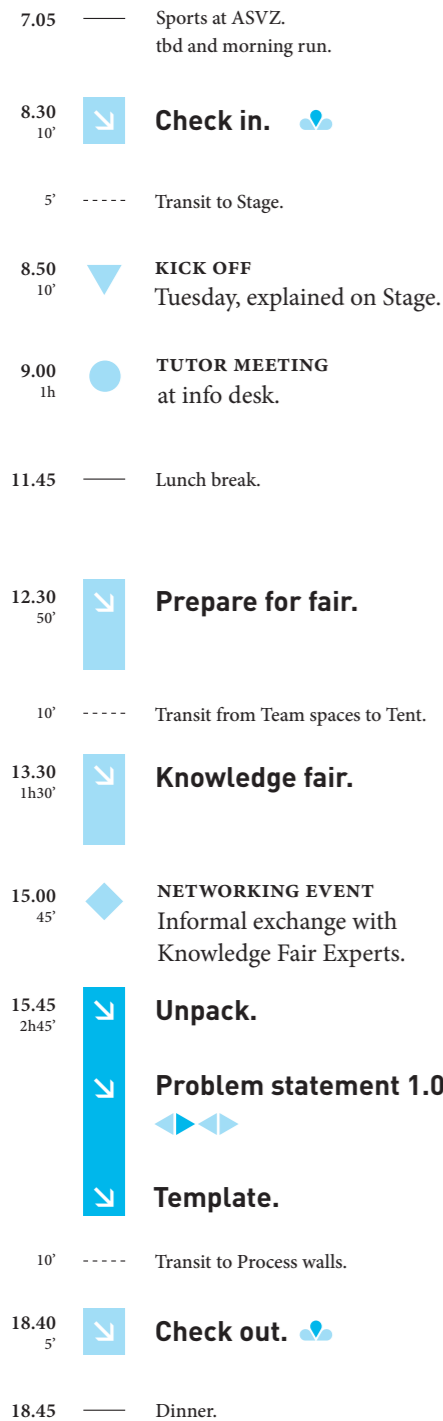 7.05 Sports at ASVZ.
tbd and morning run.
8.30 Check in.
10’
5’ Transit to Stage.
8.50 KICK OFF
10’ Tuesday, explained on Stage.
9.00 TUTOR MEETING
1h at info desk.
11.45 Lunch break.
12.30 Prepare for fair.
50’
10’ Transit from Team spaces to Tent.
13.30 Knowledge fair.
1h30’
15.00 NETWORKING EVENT
45’ Informal exchange with
Knowledge Fair Experts.
15.45 Unpack.
2h45’
Problem statement 1.0
Template.
10’ Transit to Process walls.
18.40 Check out.
5’
18.45 Dinner.